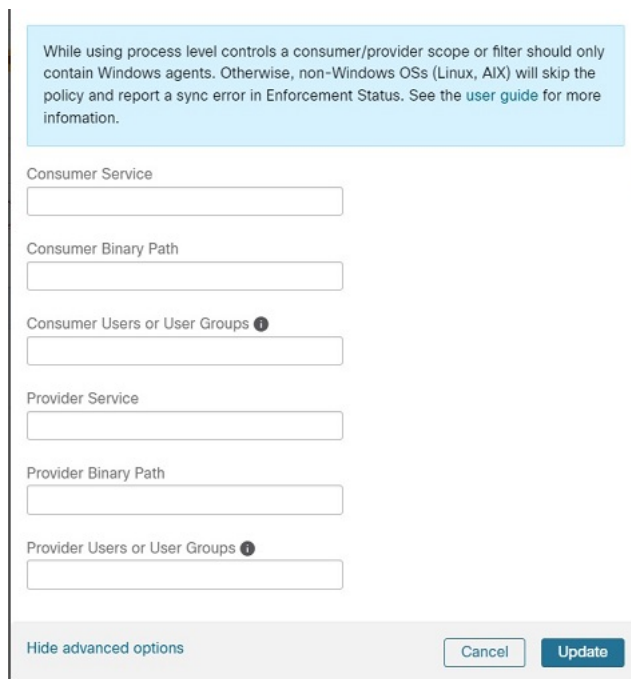 While using process level controls a consumer/provider scope or filter should only
contain Windows agents. Otherwise, non-Windows OSs (Linux, AIX) will skip the
policy and report a sync error in Enforcement Status. See the user guide for more
infomation.
Consumer Service
Consumer Binary Path
Consumer Users or User Groups
Provider Service
Provider Binary Path
Provider Users or User Groups
Hide advanced options
Cancel
Update